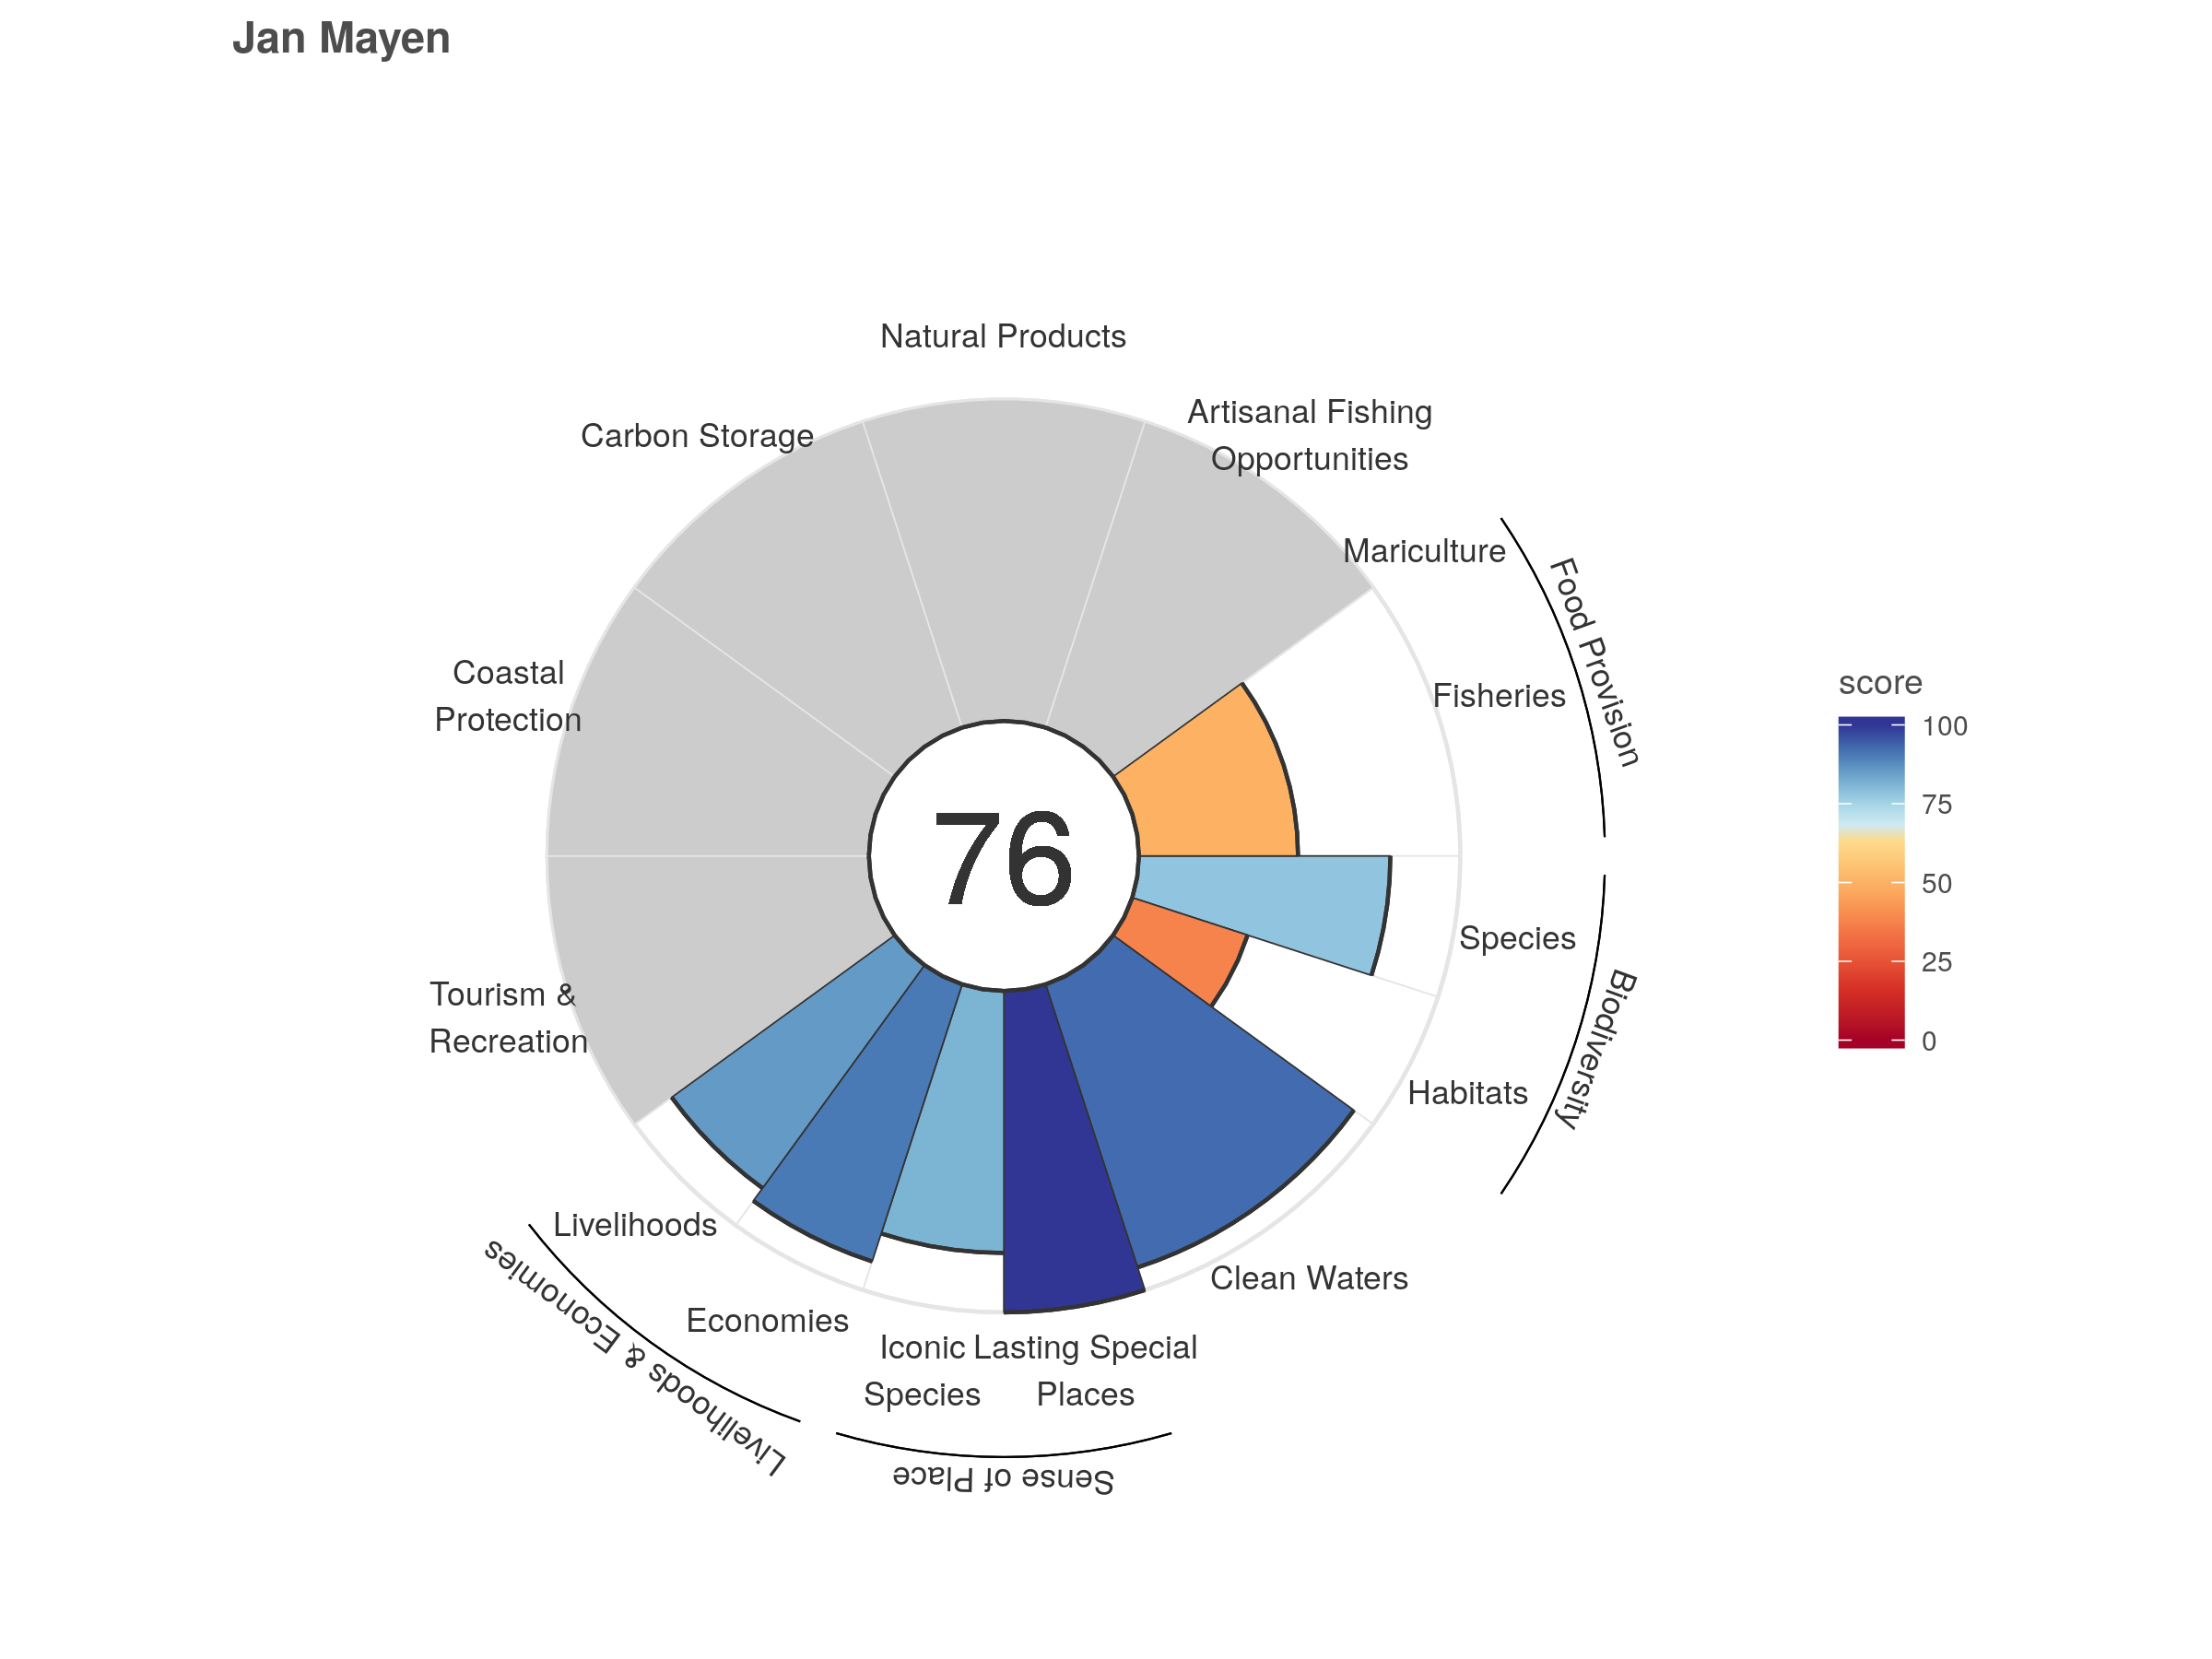 Jan Mayen
Natural Products
Artisanal Fishing
Opportunities
Carbon Storage
Mariculture
Food Provision
Fisheries
Coastal
Protection
score
100
75
50
25
0
76
Species
Biodiversity
Habitats
Tourism &
Recreation
Livelihoods
Livelihoods & Economies
Economies
Clean Waters
Iconic
Species
Lasting Special
Places
Sense of Place